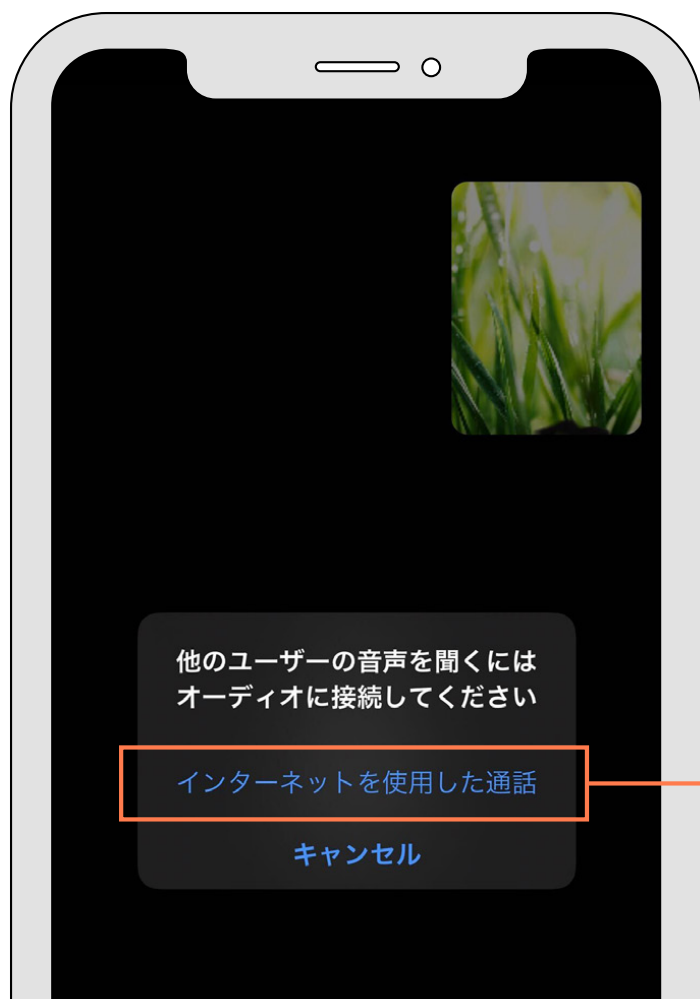 他のユーザーの音声を聞くには
オーディオに接続してください
インターネットを使用した通話
キャンセル